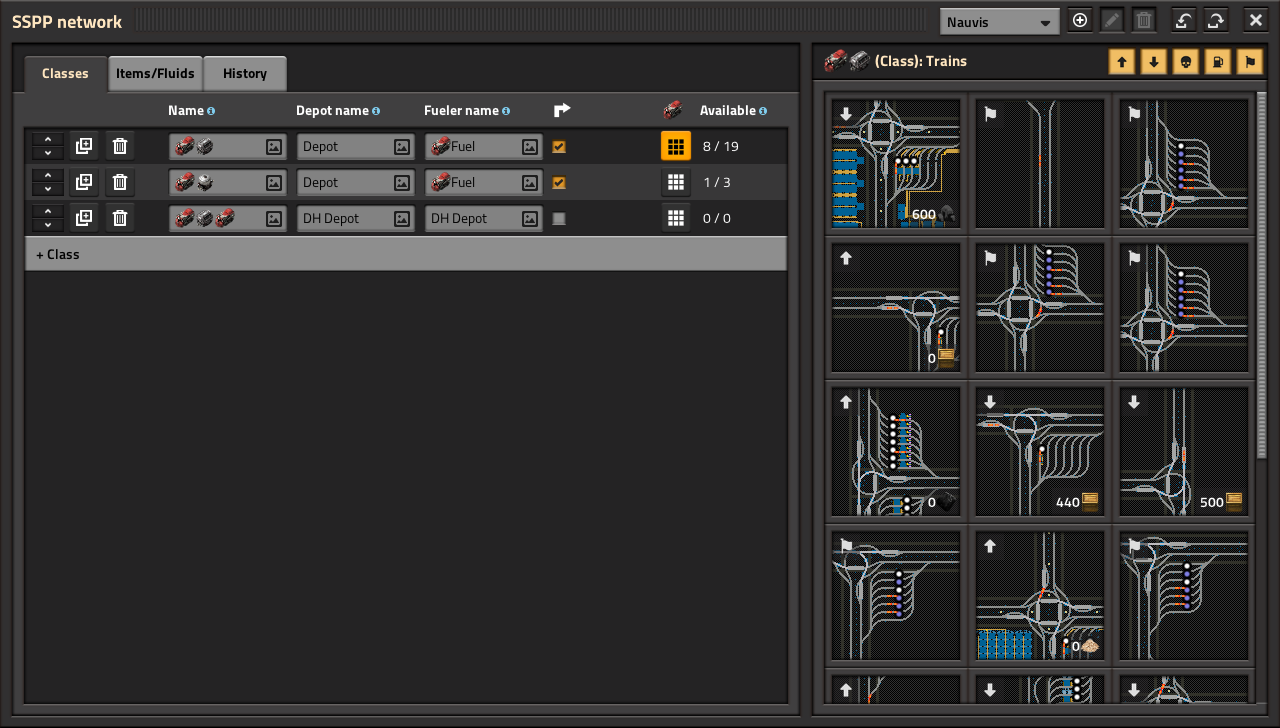 SSPP network
Nauvis
Classes
Items/Fluids
History
Name
Depot name
Fueler name
Available
Depot
Fuel
8 / 19
Depot
Fuel
1 / 3
DH Depot
DH Depot
0 / 0
+ Class
(Class): Trains
600
0
0
440
500
0